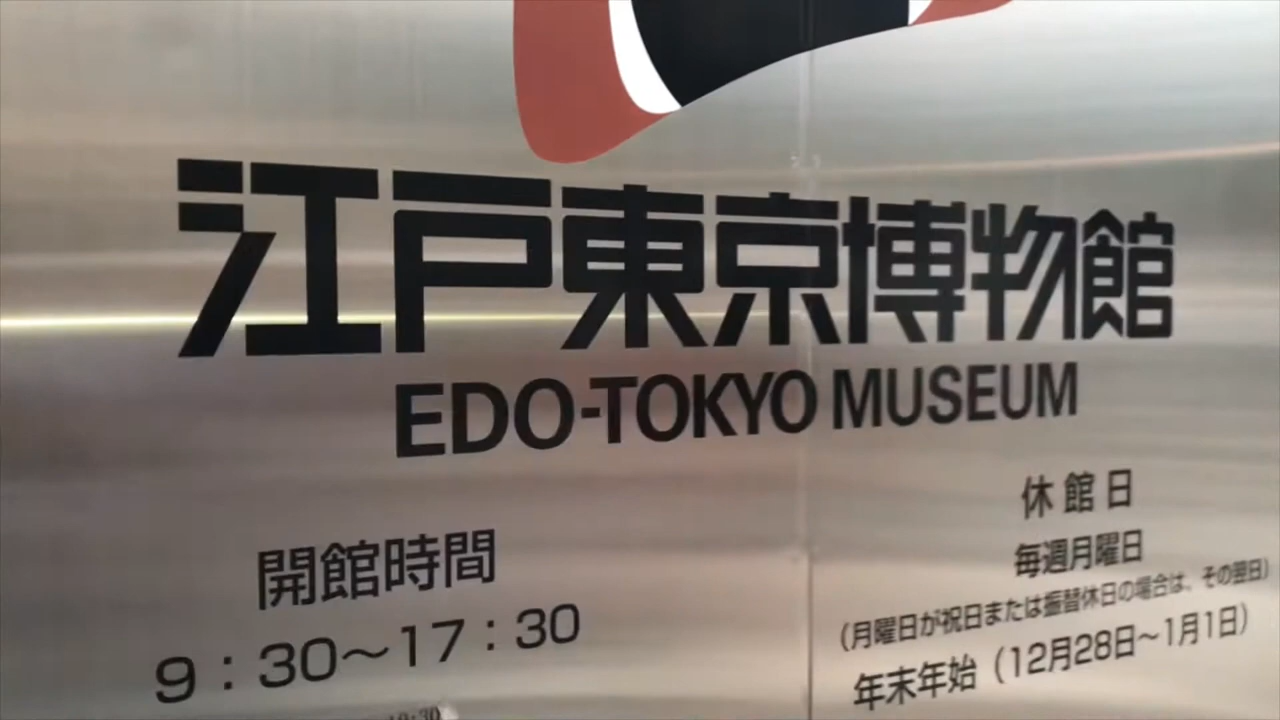 江戸東京博物館
EDO-TOKYO MUSEUM
開館時間
9:30〜17:30
休館日
毎週月曜日
(月曜日が祝日または振替休日の場合は、その翌日)
年末年始(12月28日〜1月1日)